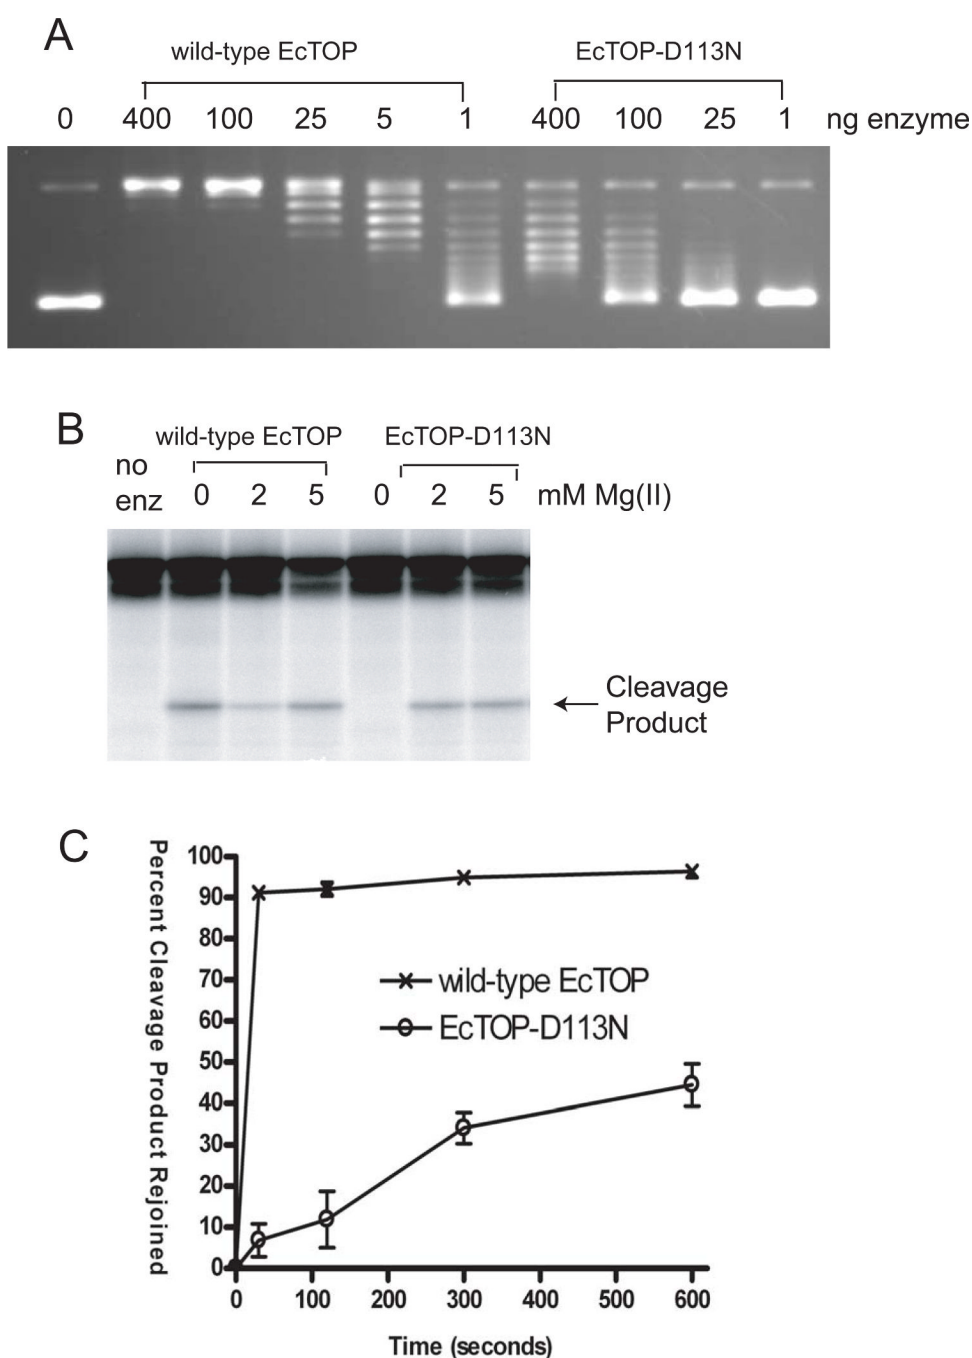 A
wild-type EcTOP EcTOP-D113N
0 400 100 25 5 1 400 100 25 1 ng enzyme
B
wild-type EcTOP EcTOP-D113N
no
enz 0 2 5 0 2 5 mM Mg(II)
Cleavage
Product
C
Percent Cleavage Product Rejoined
100
90
80
70
60
50
40
30
20
10
0
wild-type EcTOP
EcTOP-D113N
0 100 200 300 400 500 600
Time (seconds)